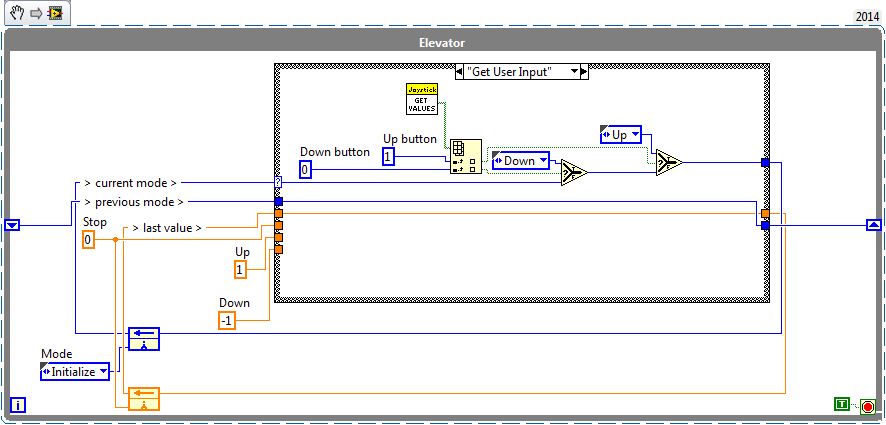 2014
Elevator
"Get User Input"
Joystick
GET
VALUES
Up
Up button
Down button
1
Down
0
> current mode >
> previous mode >
Stop
> last value >
0
Up
1
Down
-1
Mode
Initialize
i
T